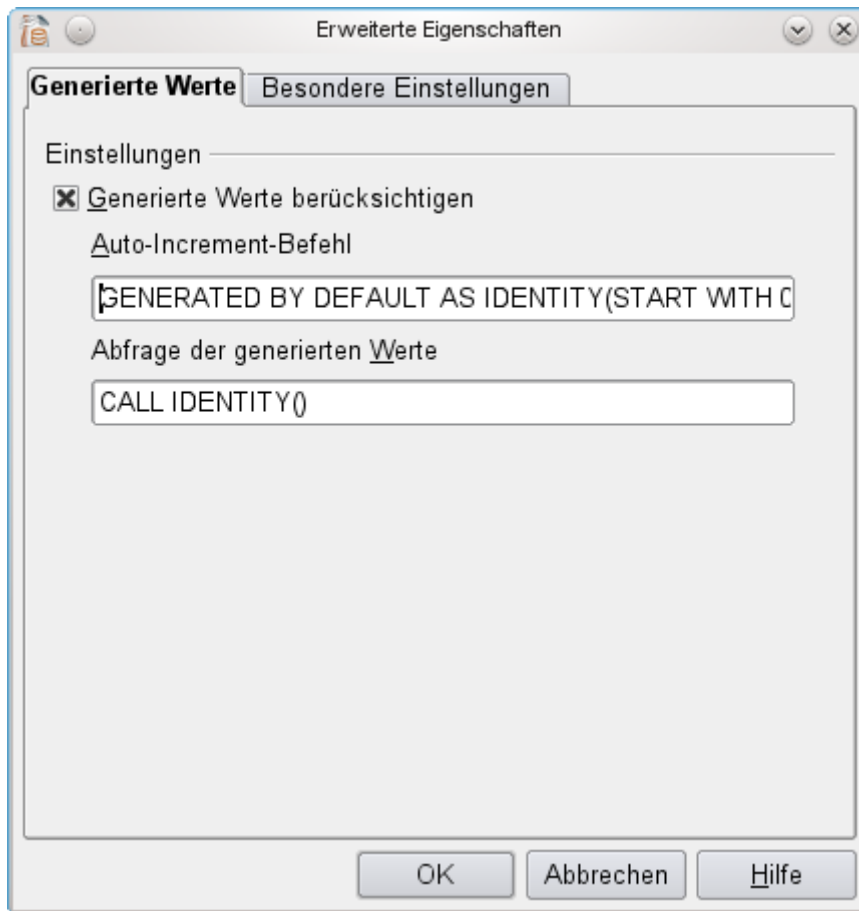 Erweiterte Eigenschaften
Generierte Werte Besondere Einstellungen
Einstellungen
Generierte Werte berücksichtigen
Auto-Increment-Befehl
GENERATED BY DEFAULT AS IDENTITY(START WITH 0
Abfrage der generierten Werte
CALL IDENTITY()
OK Abbrechen Hilfe